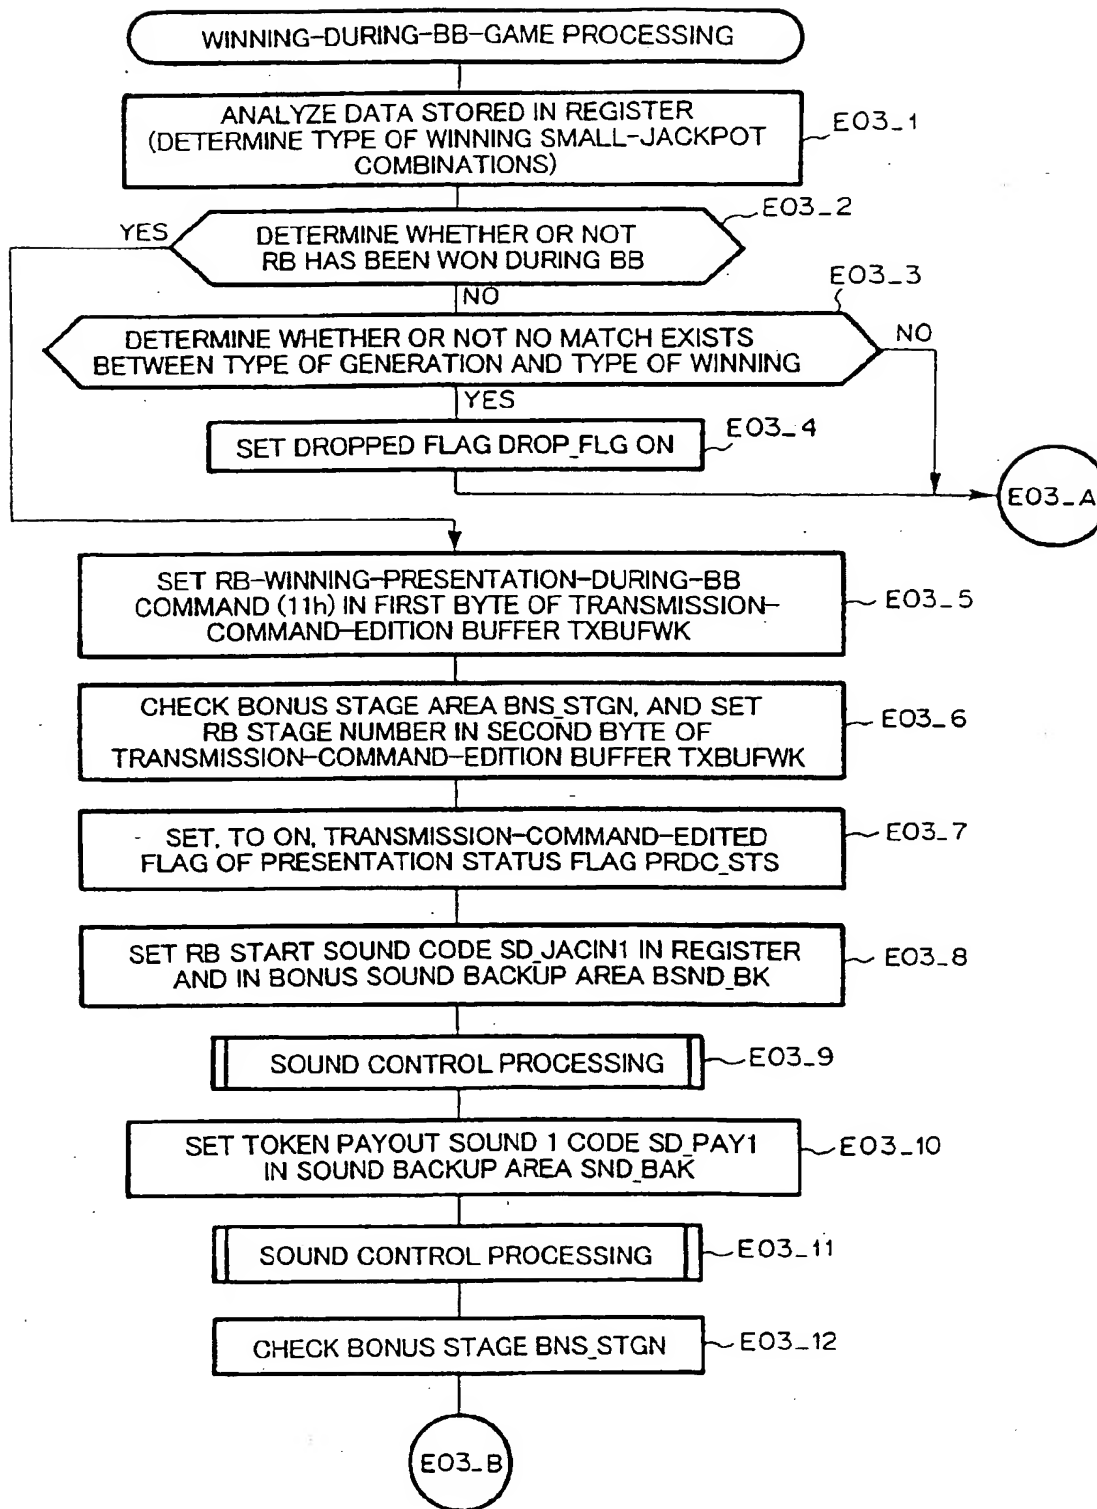 WINNING-DURING-BB-GAME PROCESSING
ANALYZE DATA STORED IN REGISTER
(DETERMINE TYPE OF WINNING SMALL-JACKPOT
COMBINATIONS)
E03_1
E03_2
YES
DETERMINE WHETHER OR NOT
RB HAS BEEN WON DURING BB
NO
E03_3
DETERMINE WHETHER OR NOT NO MATCH EXISTS
BETWEEN TYPE OF GENERATION AND TYPE OF WINNING
NO
YES
SET DROPPED FLAG DROP_FLG ON
E03_4
E03_A
SET RB-WINNING-PRESENTATION-DURING-BB
COMMAND (11h) IN FIRST BYTE OF TRANSMISSION-
COMMAND-EDITION BUFFER TXBUFWK
E03_5
CHECK BONUS STAGE AREA BNS_STGN, AND SET
RB STAGE NUMBER IN SECOND BYTE OF
TRANSMISSION-COMMAND-EDITION BUFFER TXBUFWK
E03_6
SET, TO ON, TRANSMISSION-COMMAND-EDITED
FLAG OF PRESENTATION STATUS FLAG PRDC_STS
E03_7
SET RB START SOUND CODE SD_JACIN1 IN REGISTER
AND IN BONUS SOUND BACKUP AREA BSND_BK
E03_8
SOUND CONTROL PROCESSING
E03_9
SET TOKEN PAYOUT SOUND 1 CODE SD_PAY1
IN SOUND BACKUP AREA SND_BAK
E03_10
SOUND CONTROL PROCESSING
E03_11
CHECK BONUS STAGE BNS_STGN
E03_12
E03_B